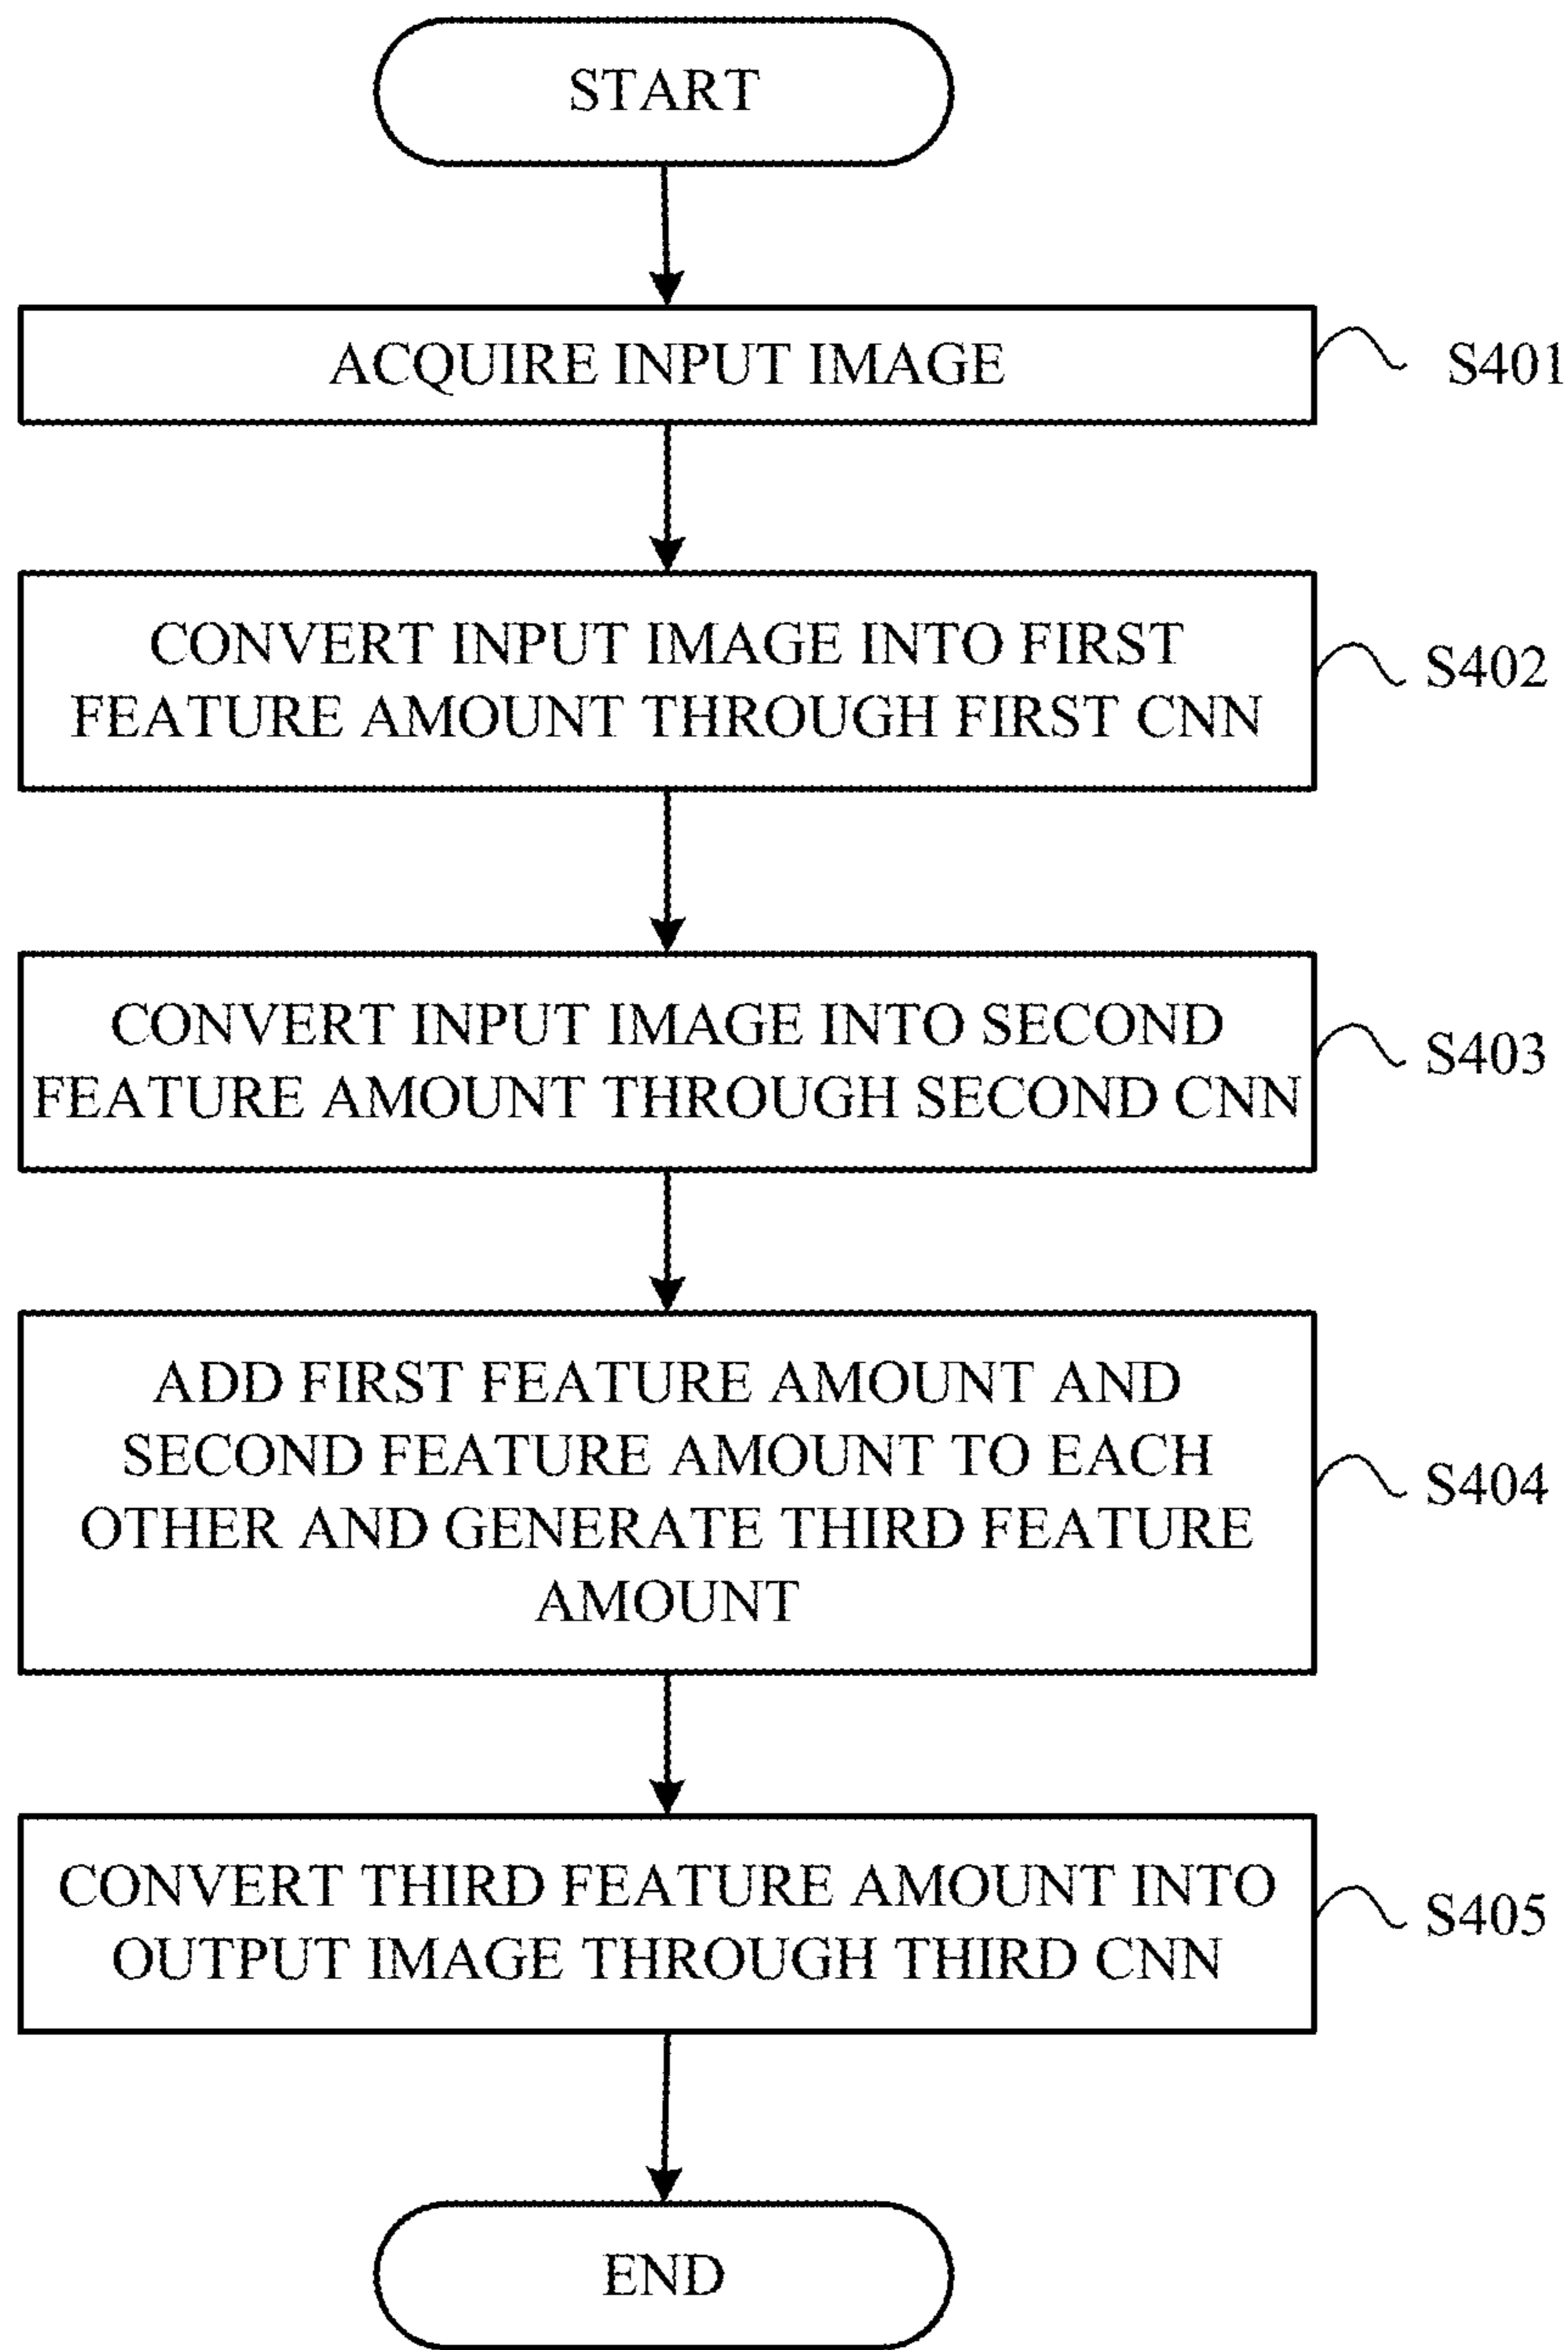 START
ACQUIRE INPUT IMAGE
S401
CONVERT INPUT IMAGE INTO FIRST
FEATURE AMOUNT THROUGH FIRST CNN
S402
CONVERT INPUT IMAGE INTO SECOND
FEATURE AMOUNT THROUGH SECOND CNN
S403
ADD FIRST FEATURE AMOUNT AND
SECOND FEATURE AMOUNT TO EACH
OTHER AND GENERATE THIRD FEATURE
AMOUNT
S404
CONVERT THIRD FEATURE AMOUNT INTO
OUTPUT IMAGE THROUGH THIRD CNN
S405
END